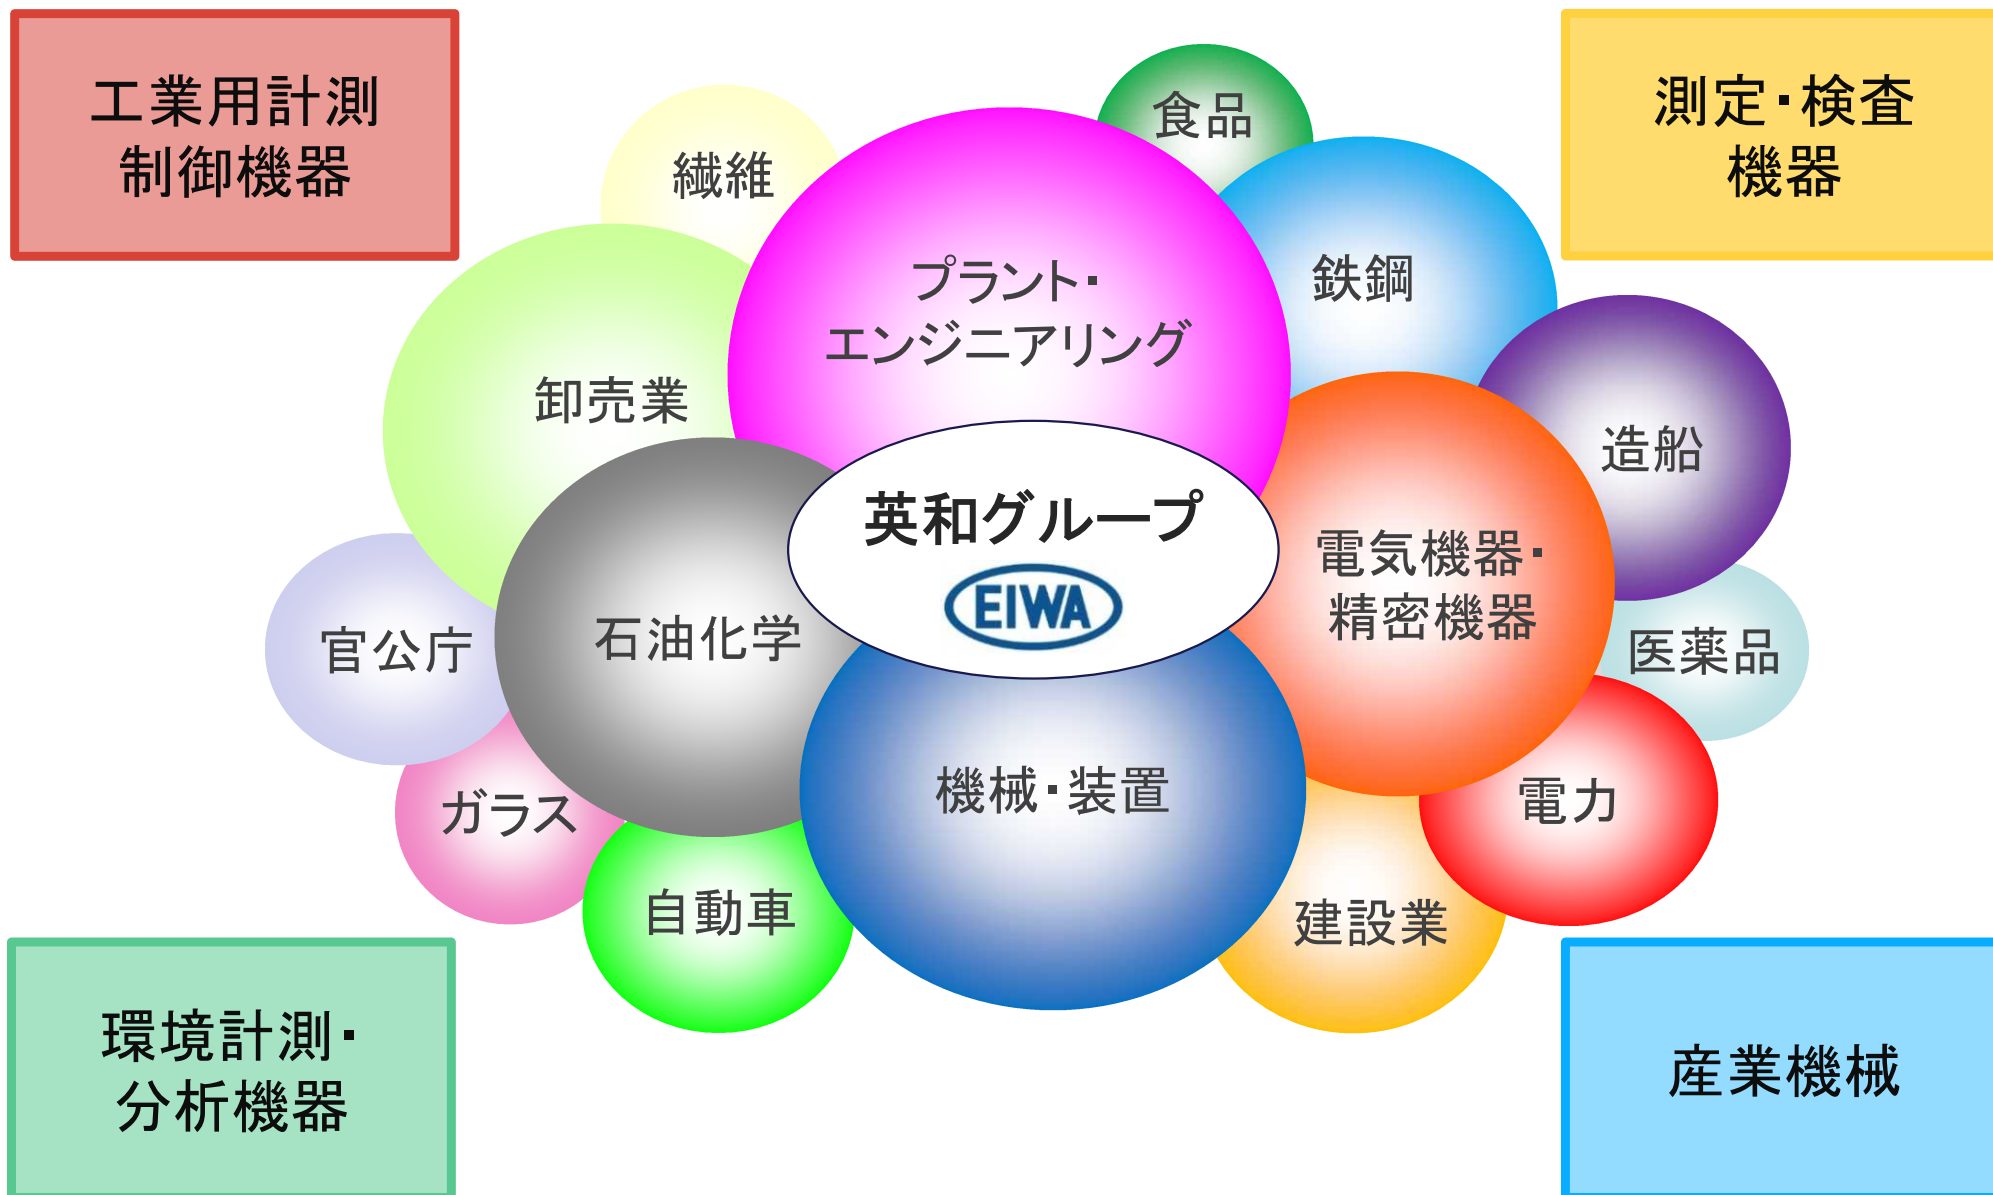 工業用計測
制御機器
測定・検査
機器
食品
繊維
プラント・
エンジニアリング
鉄鋼
卸売業
造船
英和グループ
EIWA
電気機器・
精密機器
石油化学
官公庁
医薬品
機械・装置
電力
ガラス
自動車
建設業
環境計測・
分析機器
産業機械